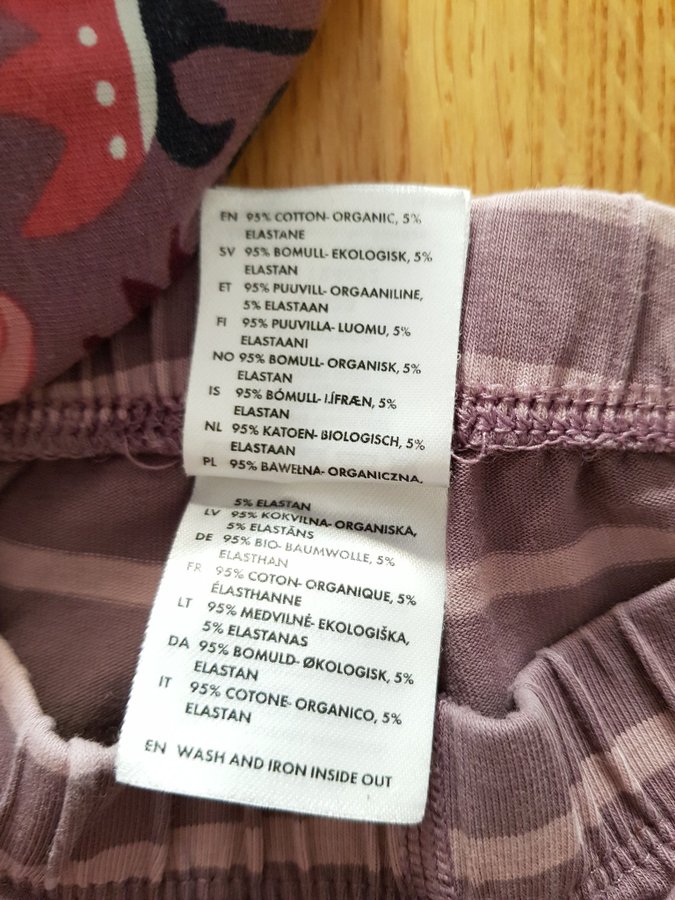 EN 95% COTTON- ORGANIC, 5%
ELASTANE
SV 95% BOMULL- EKOLOGISK, 5%
ELASTAN
ET 95% PUUVILL- ORGAANILINE,
5% ELASTAAN
FI 95% PUUVILLA- LUOMU, 5%
ELASTAANI
NO 95% BOMULL- ORGANISK, 5%
ELASTAN
IS 95% BÓMULL- LÍFRÆN, 5%
ELASTAN
NL 95% KATOEN- BIOLOGISCH, 5%
ELASTAAN
PL 95% BAWEŁNA- ORGANICZNA,
5% ELASTAN
LV 95% KOKVILNA- ORGANISKA,
5% ELASTĀNS
DE 95% BIO- BAUMWOLLE, 5%
ELASTHAN
FR 95% COTON- ORGANIQUE, 5%
ÉLASTHANNE
LT 95% MEDVILNĖ- EKOLOGIŠKA,
5% ELASTANAS
DA 95% BOMULD- ØKOLOGISK, 5%
ELASTAN
IT 95% COTONE- ORGANICO, 5%
ELASTAN
EN WASH AND IRON INSIDE OUT